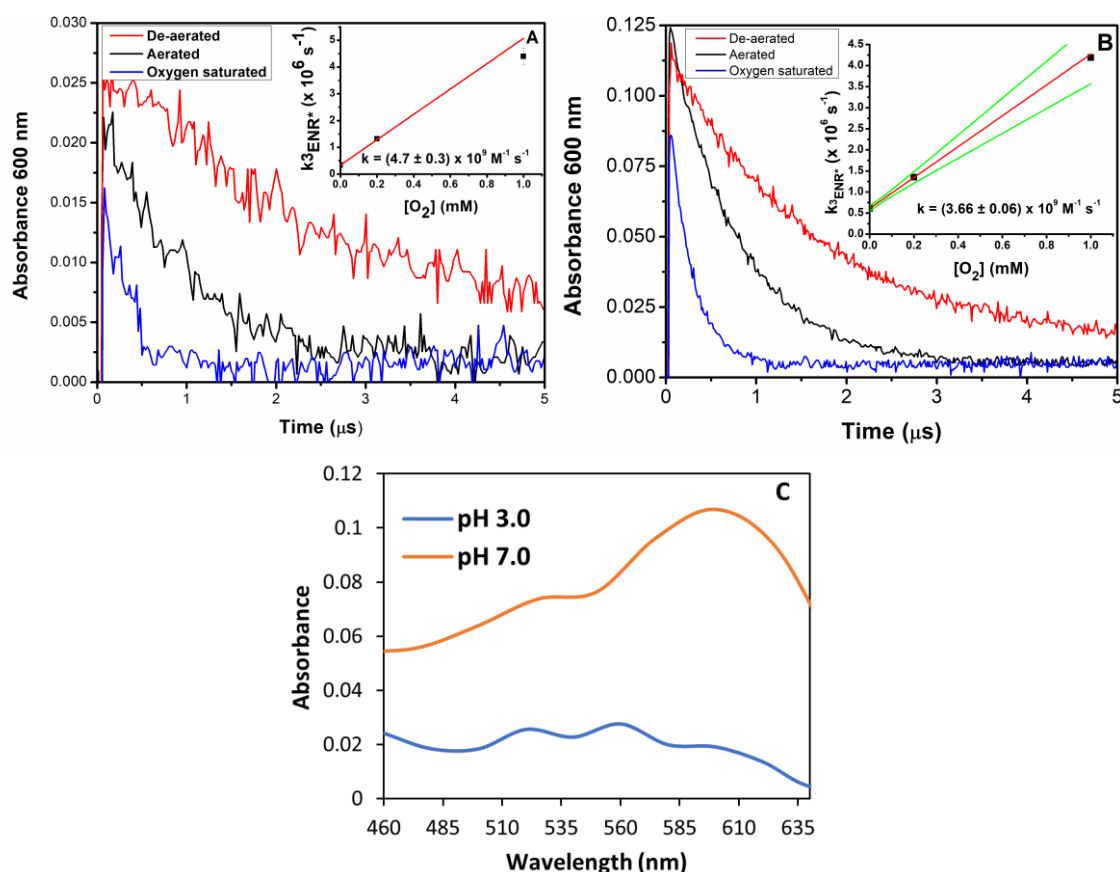 A
De-aerated
Aerated
Oxygen saturated
0.030
0.025
0.020
0.015
0.010
0.005
0.000
Absorbance 600 nm
0
1
2
3
4
5
Time (μs)
k3ENR* (x 10⁶ s⁻¹)
5
4
3
2
1
0
k = (4.7 ± 0.3) x 10⁹ M⁻¹ s⁻¹
0.0
0.2
0.4
0.6
0.8
1.0
[O₂] (mM)
B
De-aerated
Aerated
Oxygen saturated
0.125
0.100
0.075
0.050
0.025
0.000
Absorbance 600 nm
0
1
2
3
4
5
Time (μs)
k3ENR* (x 10⁶ s⁻¹)
4.5
4.0
3.5
3.0
2.5
2.0
1.5
1.0
0.5
0.0
k = (3.66 ± 0.06) x 10⁹ M⁻¹ s⁻¹
0.0
0.2
0.4
0.6
0.8
1.0
[O₂] (mM)
C
pH 3.0
pH 7.0
0.12
0.1
0.08
0.06
0.04
0.02
0
Absorbance
460
485
510
535
560
585
610
635
Wavelength (nm)